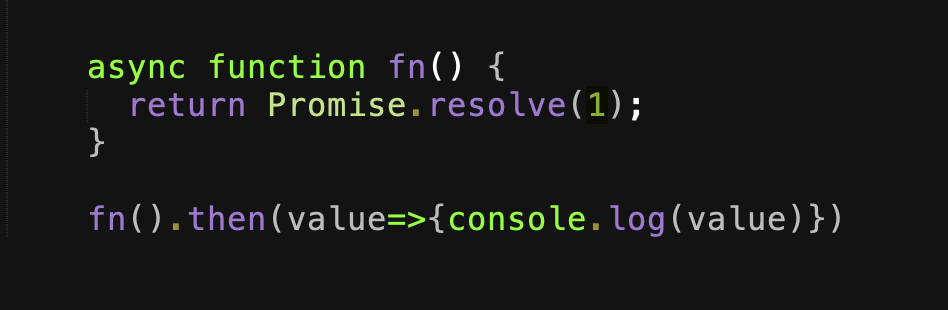 async function fn() {
  return Promise.resolve(1);
}
fn().then(value=>{console.log(value)})